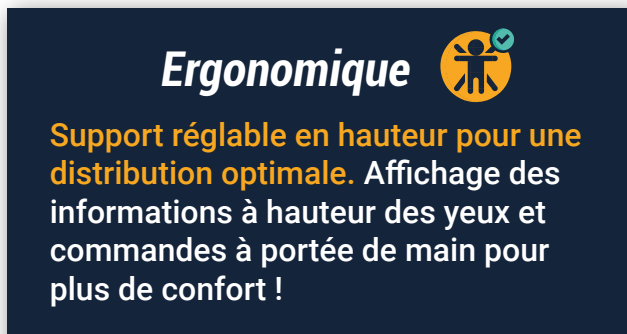 Ergonomique
Support réglable en hauteur pour une
distribution optimale. Affichage des
informations à hauteur des yeux et
commandes à portée de main pour
plus de confort !